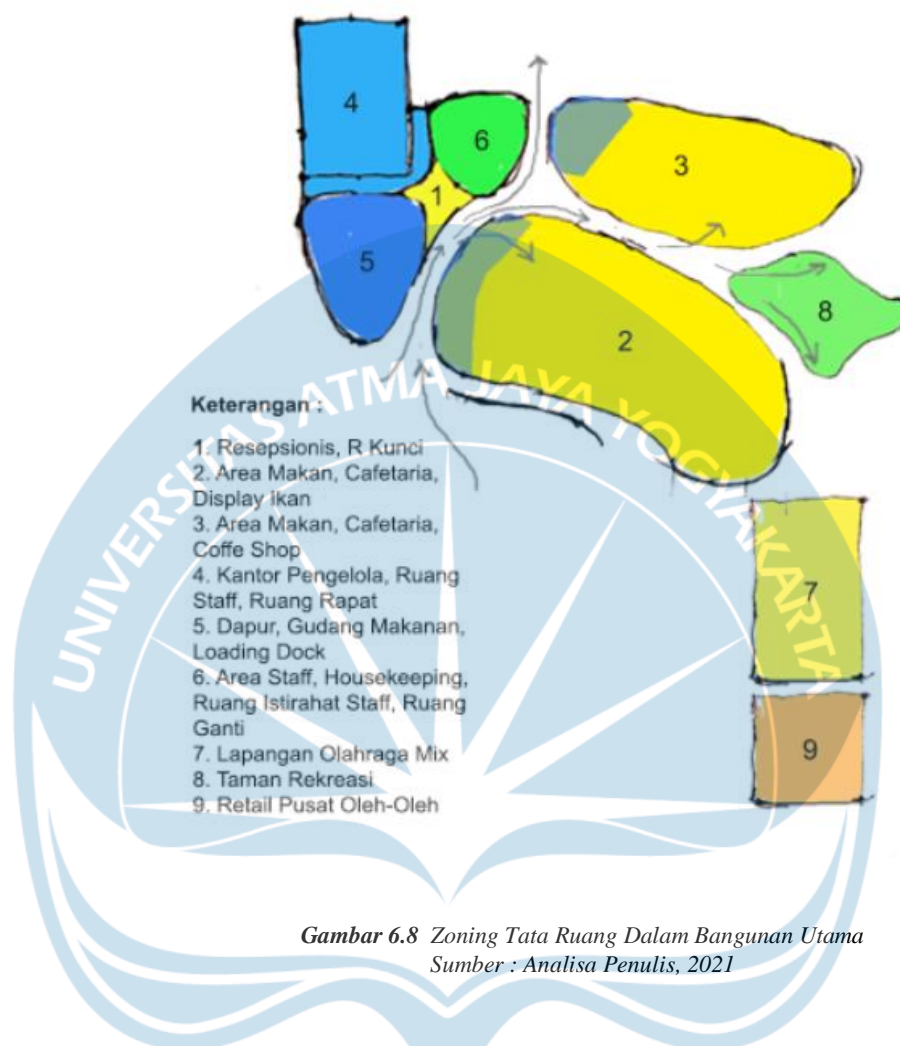 4
6
3
1
5
8
2
Keterangan :
1. Resepsionis, R Kunci
2. Area Makan, Cafetaria,
Display Ikan
3. Area Makan, Cafetaria,
Coffe Shop
4. Kantor Pengelola, Ruang
Staff, Ruang Rapat
5. Dapur, Gudang Makanan,
Loading Dock
6. Area Staff, Housekeeping,
Ruang Istirahat Staff, Ruang
Ganti
7. Lapangan Olahraga Mix
8. Taman Rekreasi
9. Retail Pusat Oleh-Oleh
7
9
UNIVERSITAS ATMA JAYA YOGYAKARTA
Gambar 6.8 Zoning Tata Ruang Dalam Bangunan Utama
Sumber : Analisa Penulis, 2021